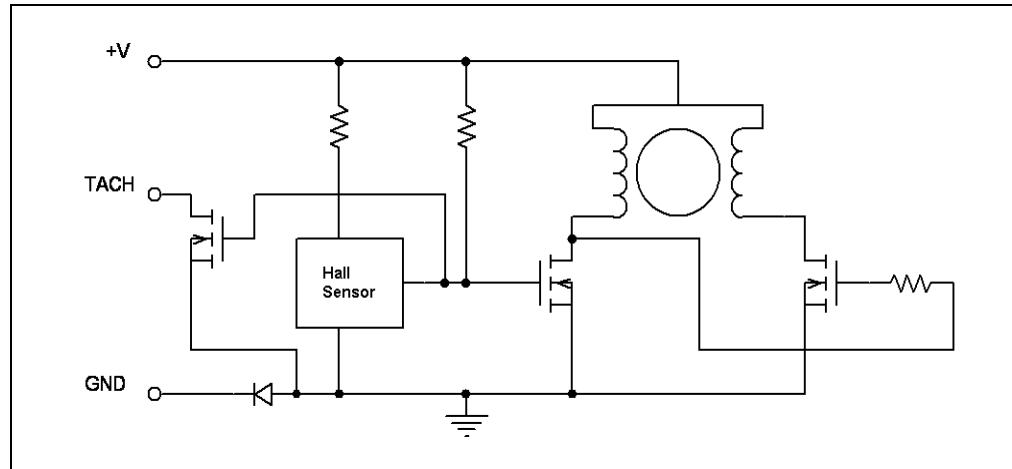 +V
TACH
Hall
Sensor
GND